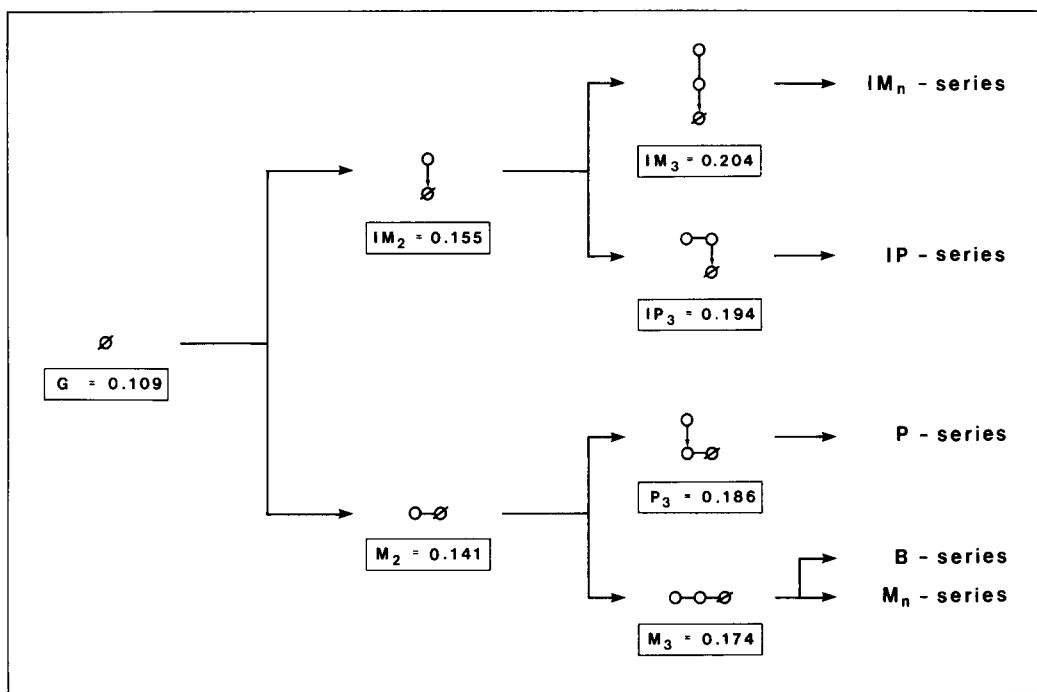 IMₙ - series
IM₃ = 0.204
IM₂ = 0.155
IP - series
IP₃ = 0.194
G = 0.109
P - series
P₃ = 0.186
M₂ = 0.141
B - series
Mₙ - series
M₃ = 0.174